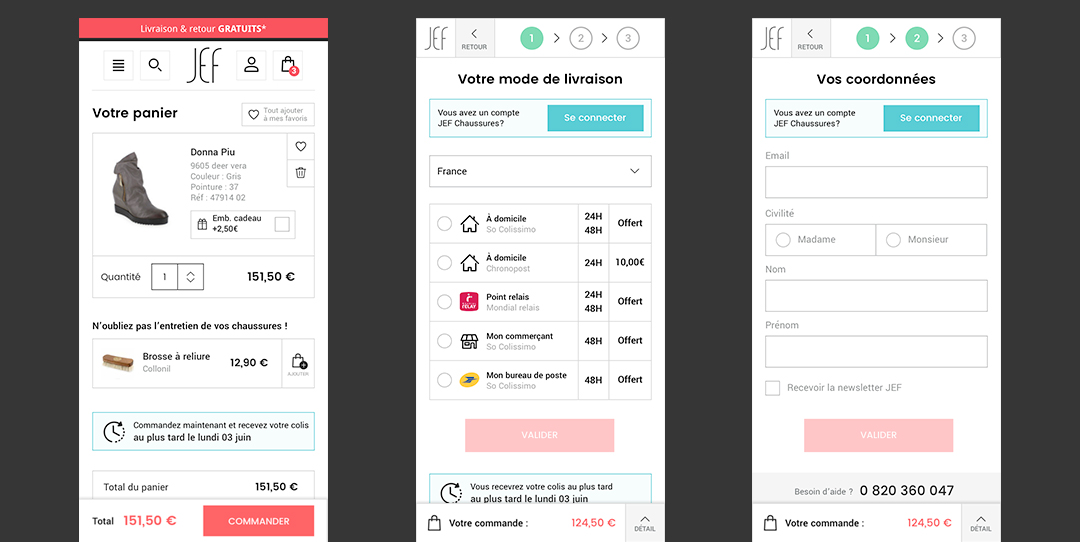 Livraison & retour GRATUITS*
JEF
3
Votre panier
Tout ajouter
à mes favoris
Donna Piu
9605 deer vera
Couleur : Gris
Pointure : 37
Réf : 47914 02
Emb. cadeau
+2,50€
Quantité
1
151,50 €
N'oubliez pas l'entretien de vos chaussures !
Brosse à reliure
Collonil
12,90 €
AJOUTER
Commandez maintenant et recevez votre colis
au plus tard le lundi 03 juin
Total du panier
151,50 €
Total
151,50 €
COMMANDER
JEF
RETOUR
1
2
3
Votre mode de livraison
Vous avez un compte
JEF Chaussures?
Se connecter
France
À domicile
So Colissimo
24H
48H
Offert
À domicile
Chronopost
24H
10,00€
Point relais
Mondial relais
24H
48H
Offert
Mon commerçant
So Colissimo
48H
Offert
Mon bureau de poste
So Colissimo
48H
Offert
VALIDER
Vous recevrez votre colis au plus tard
au plus tard le lundi 03 juin
Votre commande :
124,50 €
DÉTAIL
JEF
RETOUR
1
2
3
Vos coordonnées
Vous avez un compte
JEF Chaussures?
Se connecter
Email
Civilité
Madame
Monsieur
Nom
Prénom
Recevoir la newsletter JEF
VALIDER
Besoin d'aide ? 0 820 360 047
Votre commande :
124,50 €
DÉTAIL